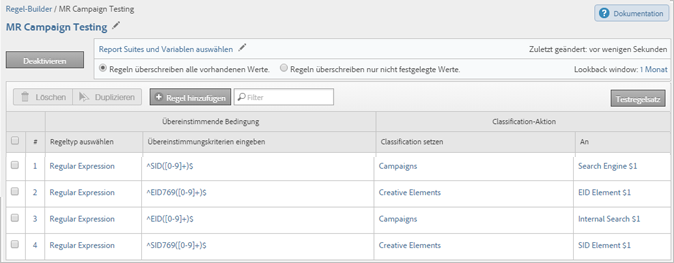 Regel-Builder / MR Campaign Testing
Dokumentation
MR Campaign Testing
Deaktivieren
Report Suites und Variablen auswählen
Zuletzt geändert: vor wenigen Sekunden
Regeln überschreiben alle vorhandenen Werte. Regeln überschreiben nur nicht festgelegte Werte.
Lookback window: 1 Monat
Löschen Duplizieren Regel hinzufügen Filter Testregelsatz
Übereinstimmende Bedingung Classification-Aktion
# Regeltyp auswählen Übereinstimmungskriterien eingeben Classification setzen An
1 Regular Expression ^SID([0-9]+)$ Campaigns Search Engine $1
2 Regular Expression ^EID769([0-9]+)$ Creative Elements EID Element $1
3 Regular Expression ^EID([0-9]+)$ Campaigns Internal Search $1
4 Regular Expression ^SID769([0-9]+)$ Creative Elements SID Element $1